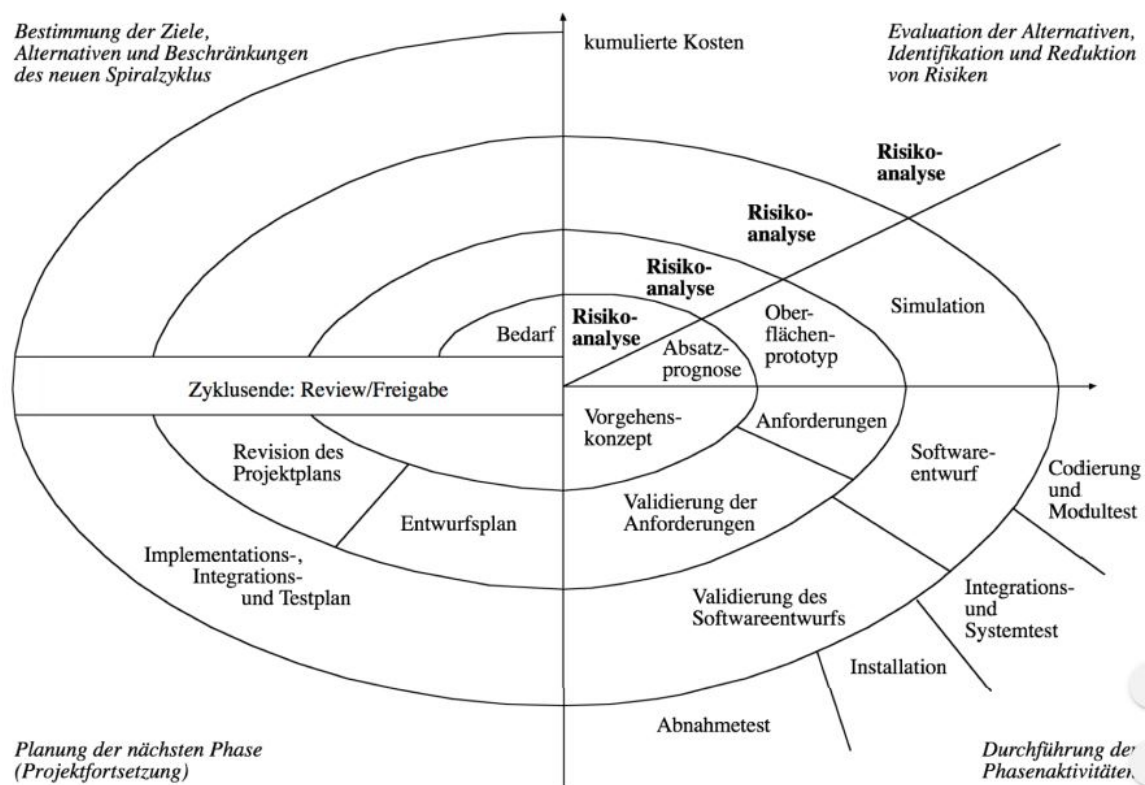 Bestimmung der Ziele,
Alternativen und Beschränkungen
des neuen Spiralzyklus
kumulierte Kosten
Evaluation der Alternativen,
Identifikation und Reduktion
von Risiken
Risiko-
analyse
Risiko-
analyse
Risiko-
analyse
Risiko-
analyse
Bedarf
Absatz-
prognose
Ober-
flächen-
prototyp
Simulation
Zyklusende: Review/Freigabe
Vorgehens-
konzept
Anforderungen
Software-
entwurf
Codierung
und
Modultest
Revision des
Projektplans
Entwurfsplan
Validierung der
Anforderungen
Implementations-,
Integrations-
und Testplan
Validierung des
Softwareentwurfs
Integrations-
und
Systemtest
Installation
Abnahmetest
Planung der nächsten Phase
(Projektfortsetzung)
Durchführung der
Phasenaktivitäten